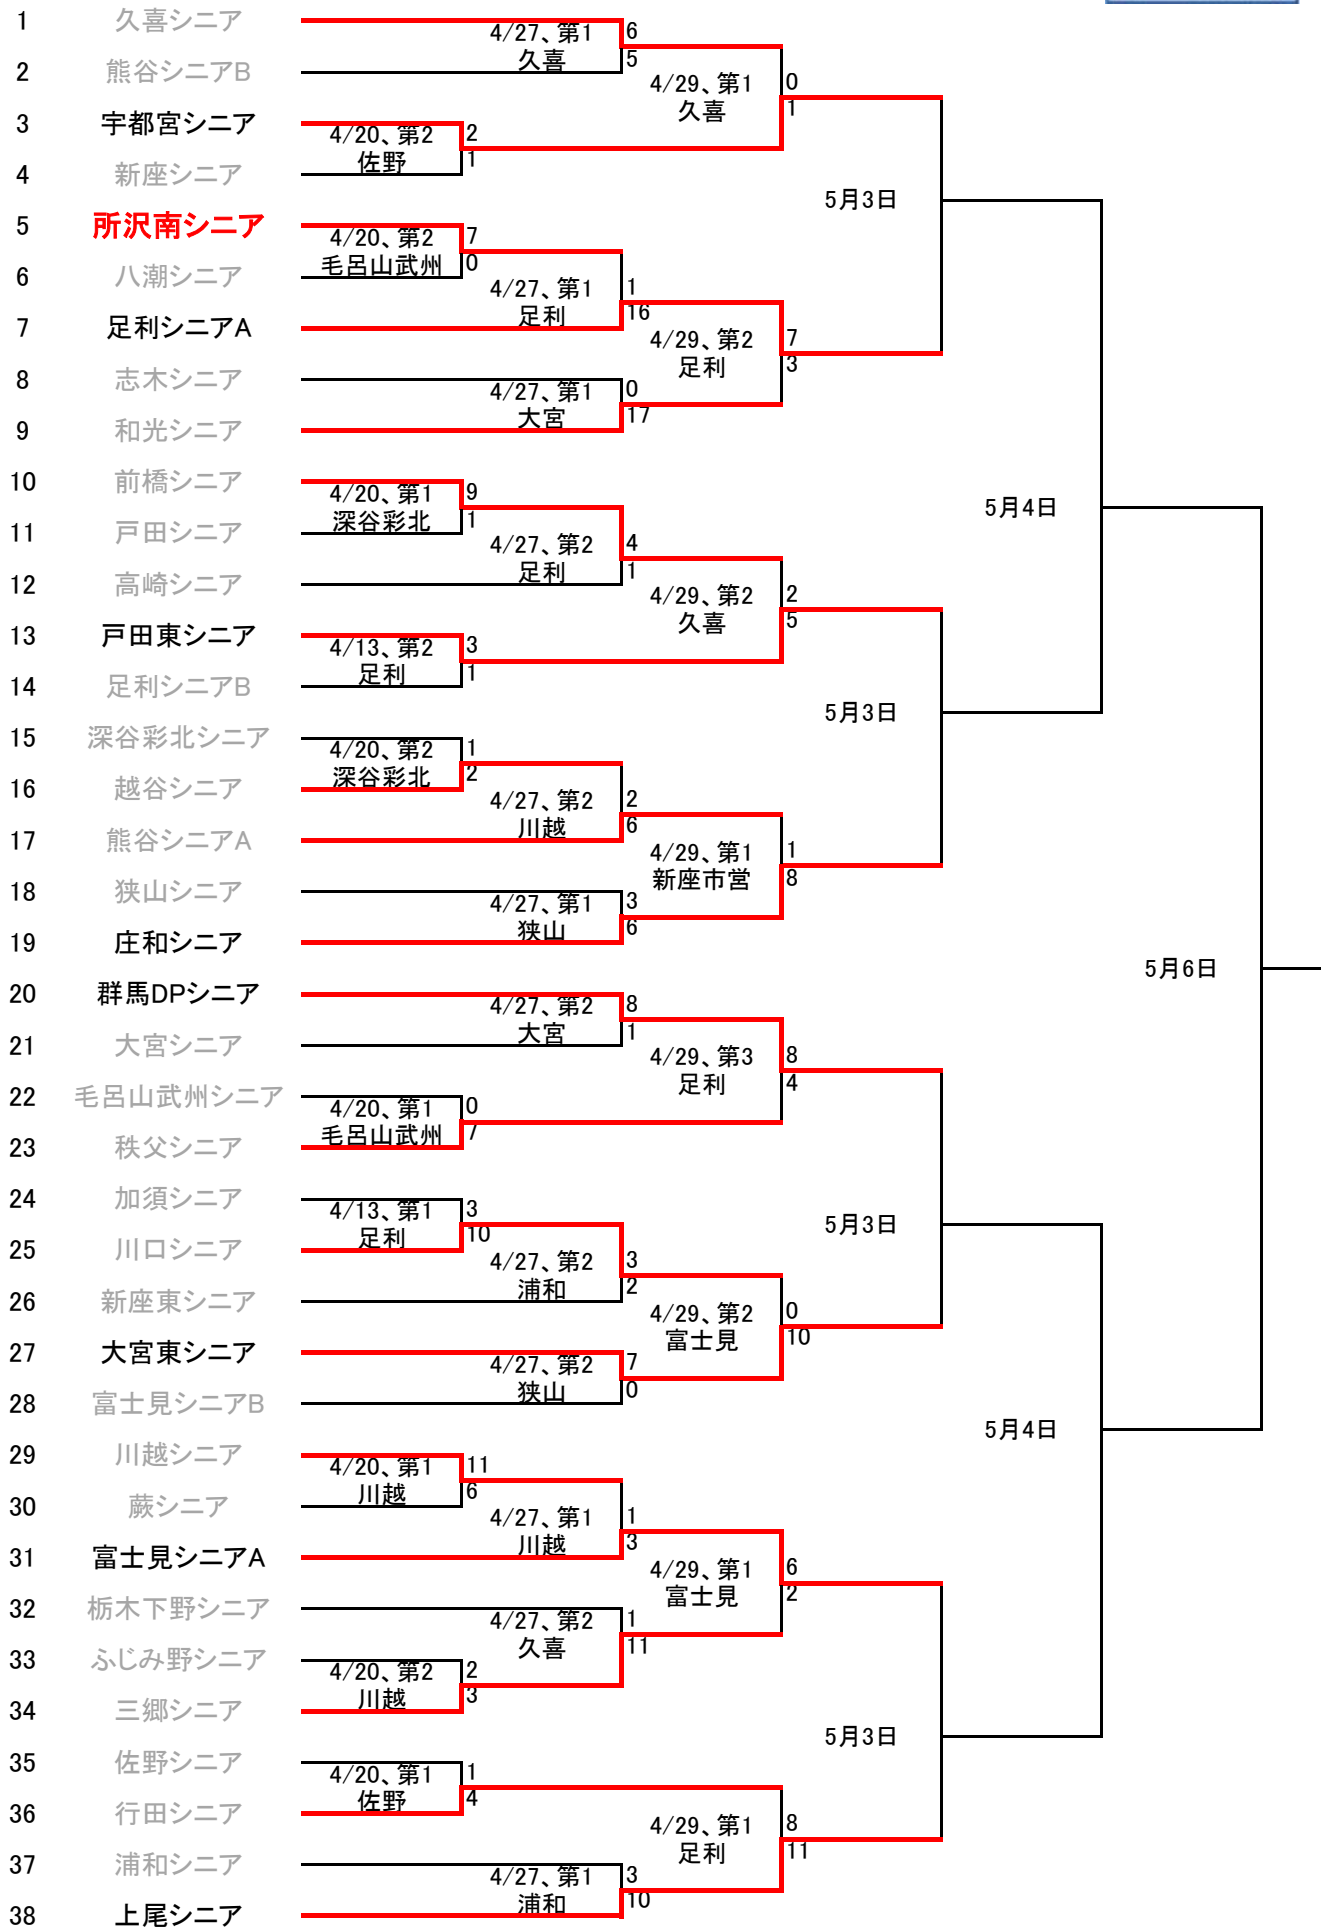 1 久喜シニア
4/27、第1 6
久喜 5
2 熊谷シニアB
4/29、第1 0
久喜 1
3 宇都宮シニア
4/20、第2 2
佐野 1
4 新座シニア
5月3日
5 所沢南シニア
4/20、第2 7
毛呂山武州 0
6 八潮シニア
4/27、第1 1
足利 16
7 足利シニアA
4/29、第2 7
足利 3
8 志木シニア
4/27、第1 0
大宮 17
9 和光シニア
10 前橋シニア
4/20、第1 9
深谷彩北 1
5月4日
11 戸田シニア
4/27、第2 4
足利 1
12 高崎シニア
4/29、第2 2
久喜 5
13 戸田東シニア
4/13、第2 3
足利 1
14 足利シニアB
5月3日
15 深谷彩北シニア
4/20、第2 1
深谷彩北 2
16 越谷シニア
4/27、第2 2
川越 6
17 熊谷シニアA
4/29、第1 1
新座市営 8
18 狭山シニア
4/27、第1 3
狭山 6
19 庄和シニア
5月6日
20 群馬DPシニア
4/27、第2 8
大宮 1
21 大宮シニア
4/29、第3 8
足利 4
22 毛呂山武州シニア
4/20、第1 0
毛呂山武州 7
23 秩父シニア
24 加須シニア
4/13、第1 3
足利 10
5月3日
25 川口シニア
4/27、第2 3
浦和 2
26 新座東シニア
4/29、第2 0
富士見 10
27 大宮東シニア
4/27、第2 7
狭山 0
28 富士見シニアB
5月4日
29 川越シニア
4/20、第1 11
川越 6
30 蕨シニア
4/27、第1 1
川越 3
31 富士見シニアA
4/29、第1 6
富士見 2
32 栃木下野シニア
4/27、第2 1
久喜 11
33 ふじみ野シニア
4/20、第2 2
川越 3
34 三郷シニア
5月3日
35 佐野シニア
4/20、第1 1
佐野 4
36 行田シニア
4/29、第1 8
足利 11
37 浦和シニア
4/27、第1 3
浦和 10
38 上尾シニア